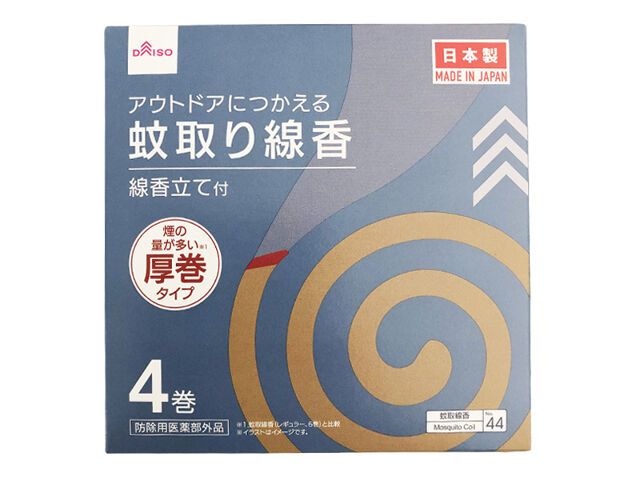 DAISO
日本製
MADE IN JAPAN
アウトドアにつかえる
蚊取り線香
線香立て付
煙の
量が多い※1
厚巻
タイプ
4巻
防除用医薬部外品
※1 蚊取線香(レギュラー、6巻)と比較
※イラストはイメージです。
蚊取線香
Mosquito Coil
No.
44